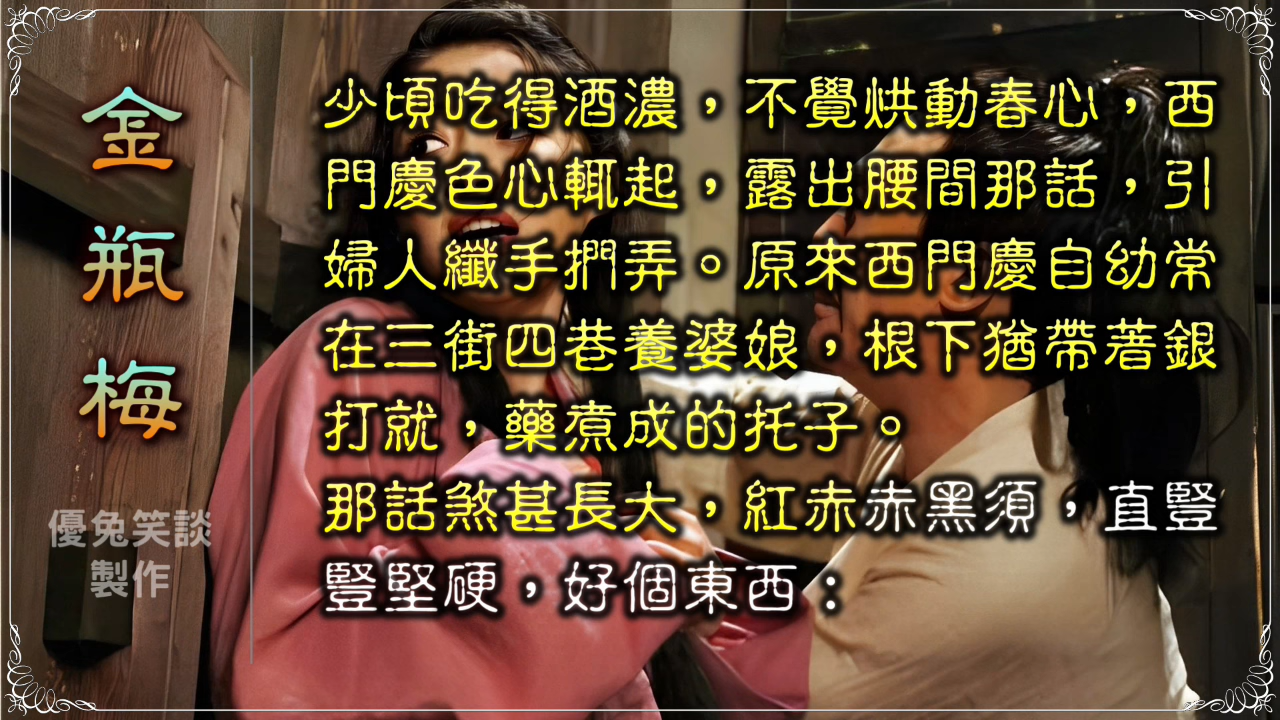 金瓶梅
優兔笑談
製作
少頃吃得酒濃，不覺烘動春心，西
門慶色心輒起，露出腰間那話，引
婦人纖手捫弄。原來西門慶自幼常
在三街四巷養婆娘，根下猶帶著銀
打就，藥煮成的托子。
那話煞甚長大，紅赤赤黑須，直豎
豎堅硬，好個東西：